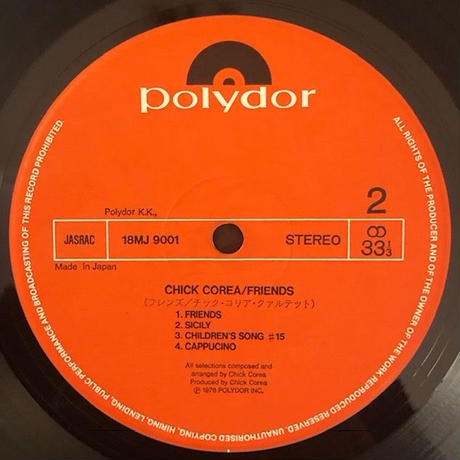 polydor
Polydor K.K.,
2
JASRAC
18MJ 9001
STEREO
33⅓
Made in Japan
CHICK COREA/FRIENDS
(フレンズ/チック・コリア・クァルテット)
1. FRIENDS
2. SICILY
3. CHILDREN'S SONG #15
4. CAPPUCINO
All selections composed and
arranged by Chick Corea
Produced by Chick Corea
Ⓟ 1978 POLYDOR INC.
ALL RIGHTS OF THE PRODUCER AND OF THE OWNER OF THE WORK REPRODUCED RESERVED. UNAUTHORISED COPYING, HIRING, LENDING, PUBLIC PERFORMANCE AND BROADCASTING OF THIS RECORD PROHIBITED.